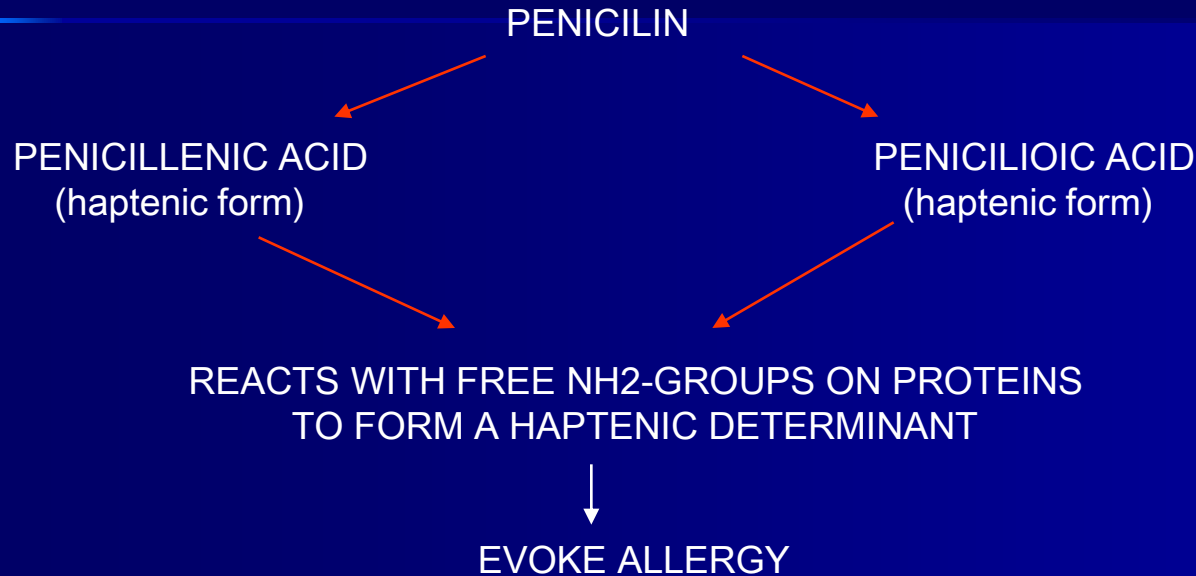 PENICILIN
PENICILLENIC ACID
(haptenic form)
PENICILIOIC ACID
(haptenic form)
REACTS WITH FREE NH2-GROUPS ON PROTEINS
TO FORM A HAPTENIC DETERMINANT
EVOKE ALLERGY